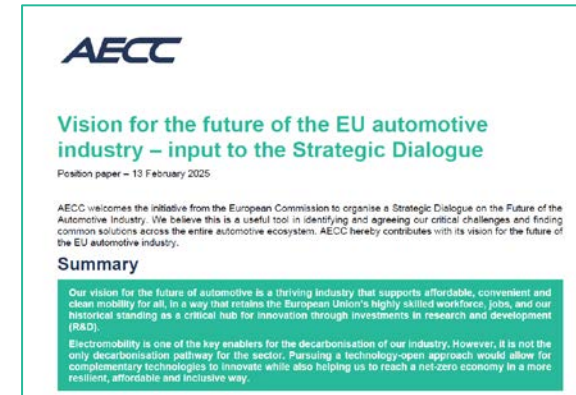 AECC
Vision for the future of the EU automotive
industry – input to the Strategic Dialogue
Position paper – 13 February 2025
AECC welcomes the initiative from the European Commission to organise a Strategic Dialogue on the Future of the
Automotive Industry. We believe this is a useful tool in identifying and agreeing our critical challenges and finding
common solutions across the entire automotive ecosystem. AECC hereby contributes with its vision for the future of
the EU automotive industry.
Summary
Our vision for the future of automotive is a thriving industry that supports affordable, convenient and
clean mobility for all, in a way that retains the European Union's highly skilled workforce, jobs, and our
historical standing as a critical hub for innovation through investments in research and development
(R&D).
Electromobility is one of the key enablers for the decarbonisation of our industry. However, it is not the
only decarbonisation pathway for the sector. Pursuing a technology-open approach would allow for
complementary technologies to innovate while also helping us to reach a net-zero economy in a more
resilient, affordable and inclusive way.